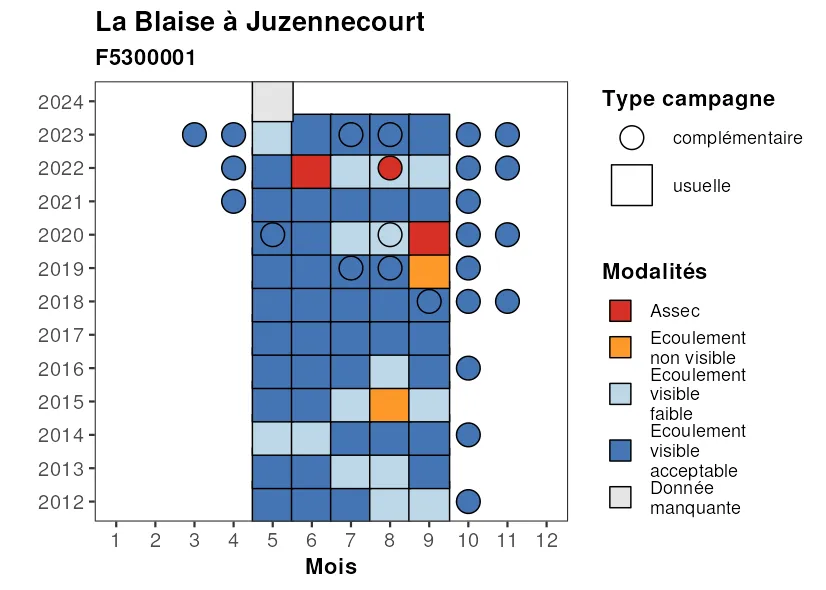 La Blaise à Juzennecourt
F5300001
2024
2023
2022
2021
2020
2019
2018
2017
2016
2015
2014
2013
2012
1 2 3 4 5 6 7 8 9 10 11 12
Mois
Type campagne
complémentaire
usuelle
Modalités
Assec
Ecoulement
non visible
Ecoulement
visible
faible
Ecoulement
visible
acceptable
Donnée
manquante